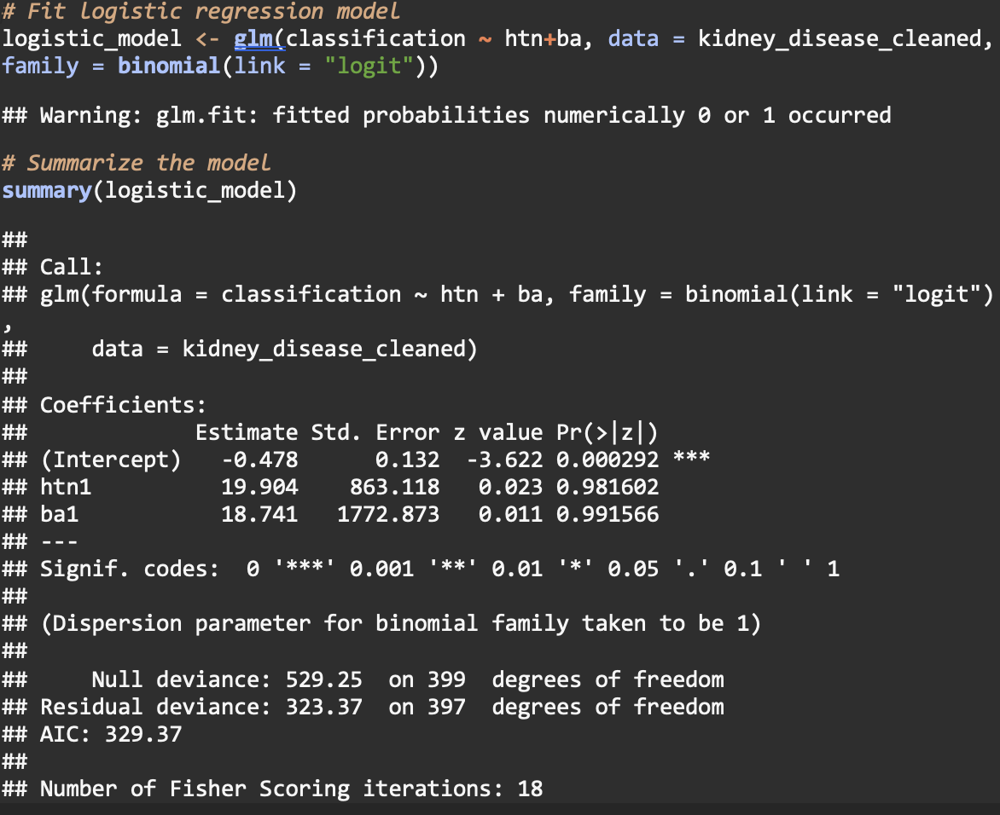 # Fit logistic regression model
logistic_model <- glm(classification ~ htn+ba, data = kidney_disease_cleaned,
family = binomial(link = "logit"))
## Warning: glm.fit: fitted probabilities numerically 0 or 1 occurred
# Summarize the model
summary(logistic_model)
##
## Call:
## glm(formula = classification ~ htn + ba, family = binomial(link = "logit")
,
##     data = kidney_disease_cleaned)
##
## Coefficients:
##             Estimate Std. Error z value Pr(>|z|)
## (Intercept)   -0.478      0.132  -3.622 0.000292 ***
## htn1          19.904    863.118   0.023 0.981602
## ba1           18.741   1772.873   0.011 0.991566
## ---
## Signif. codes:  0 '***' 0.001 '**' 0.01 '*' 0.05 '.' 0.1 ' ' 1
##
## (Dispersion parameter for binomial family taken to be 1)
##
##     Null deviance: 529.25  on 399  degrees of freedom
## Residual deviance: 323.37  on 397  degrees of freedom
## AIC: 329.37
##
## Number of Fisher Scoring iterations: 18